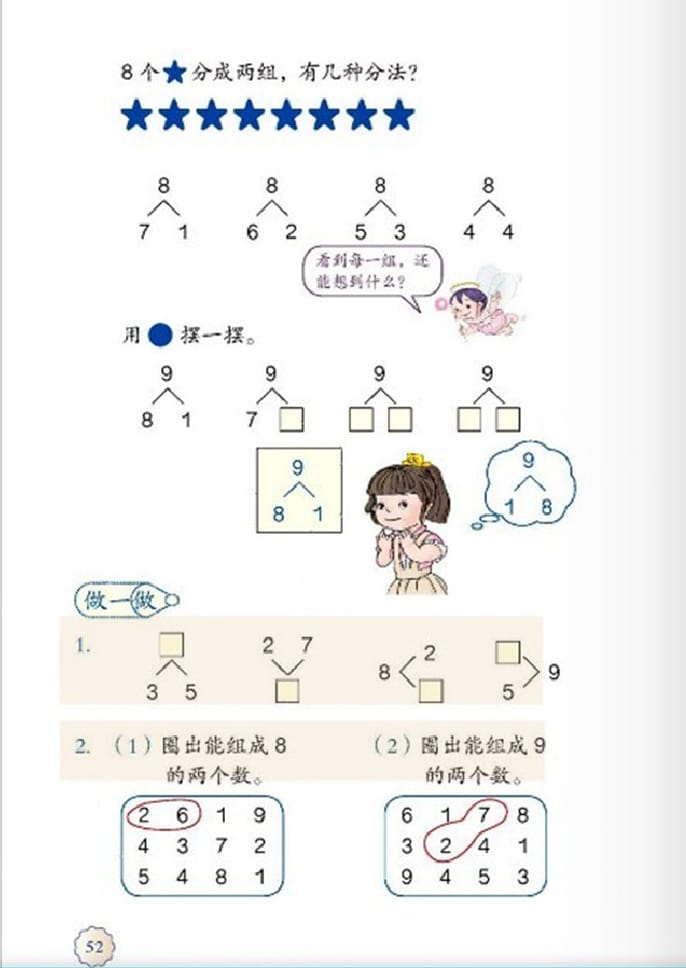 8个★分成两组，有几种分法？
8 8 8 8
7 1 6 2 5 3 4 4
看到每一组，还
能想到什么？
用●摆一摆。
9 9 9 9
8 1 7 □ □ □ □ □
9 9
8 1 1 8
做一做
1. □ 2 7 8 2 □ 9
3 5 □ □ 5
2.（1）圈出能组成8 （2）圈出能组成9
的两个数。 的两个数。
2 6 1 9 6 1 7 8
4 3 7 2 3 2 4 1
5 4 8 1 9 4 5 3
52